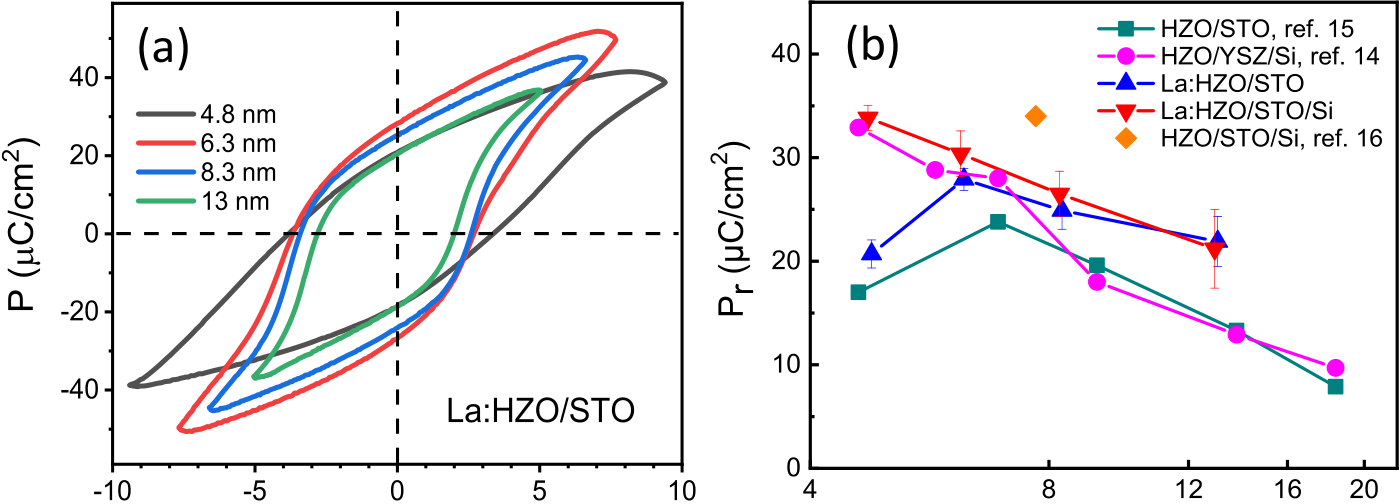 (a)
P (μC/cm²)
40
20
0
-20
-40
4.8 nm
6.3 nm
8.3 nm
13 nm
La:HZO/STO
-10 -5 0 5 10
(b)
Pr (μC/cm²)
40
30
20
10
0
HZO/STO, ref. 15
HZO/YSZ/Si, ref. 14
La:HZO/STO
La:HZO/STO/Si
HZO/STO/Si, ref. 16
4 8 12 16 20